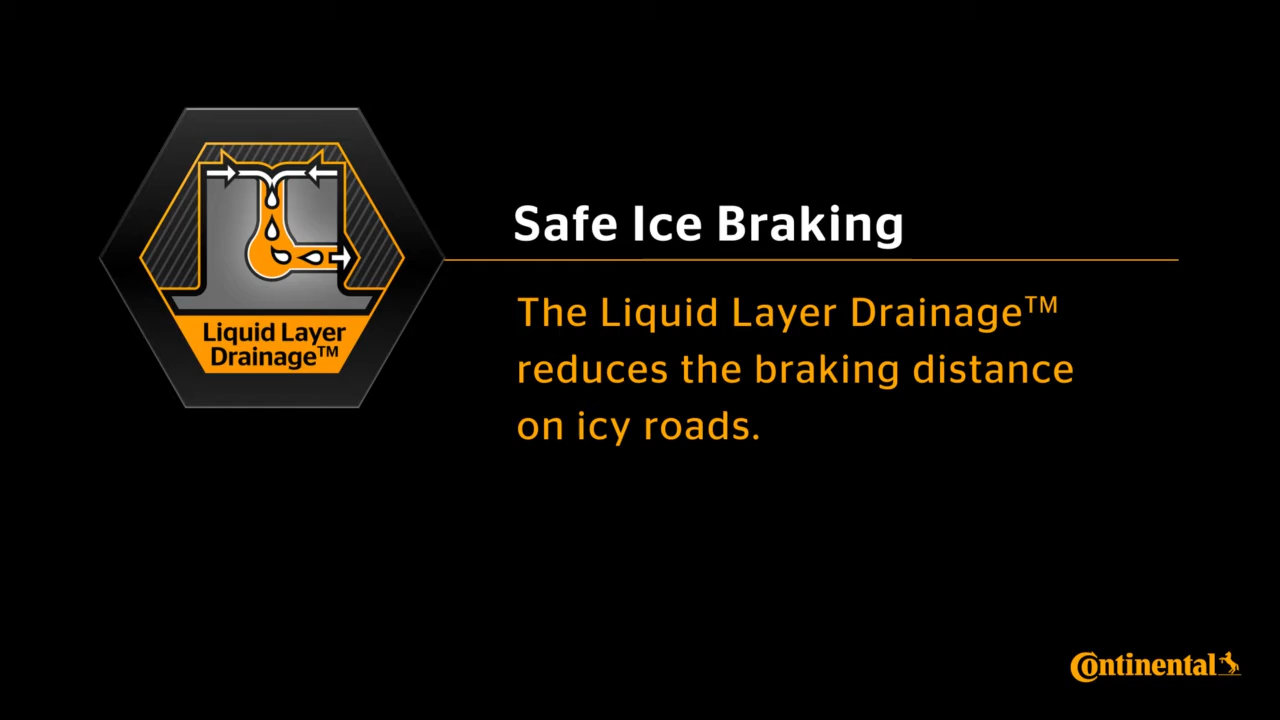 Liquid Layer
Drainage™
Safe Ice Braking
The Liquid Layer Drainage™
reduces the braking distance
on icy roads.
Continental